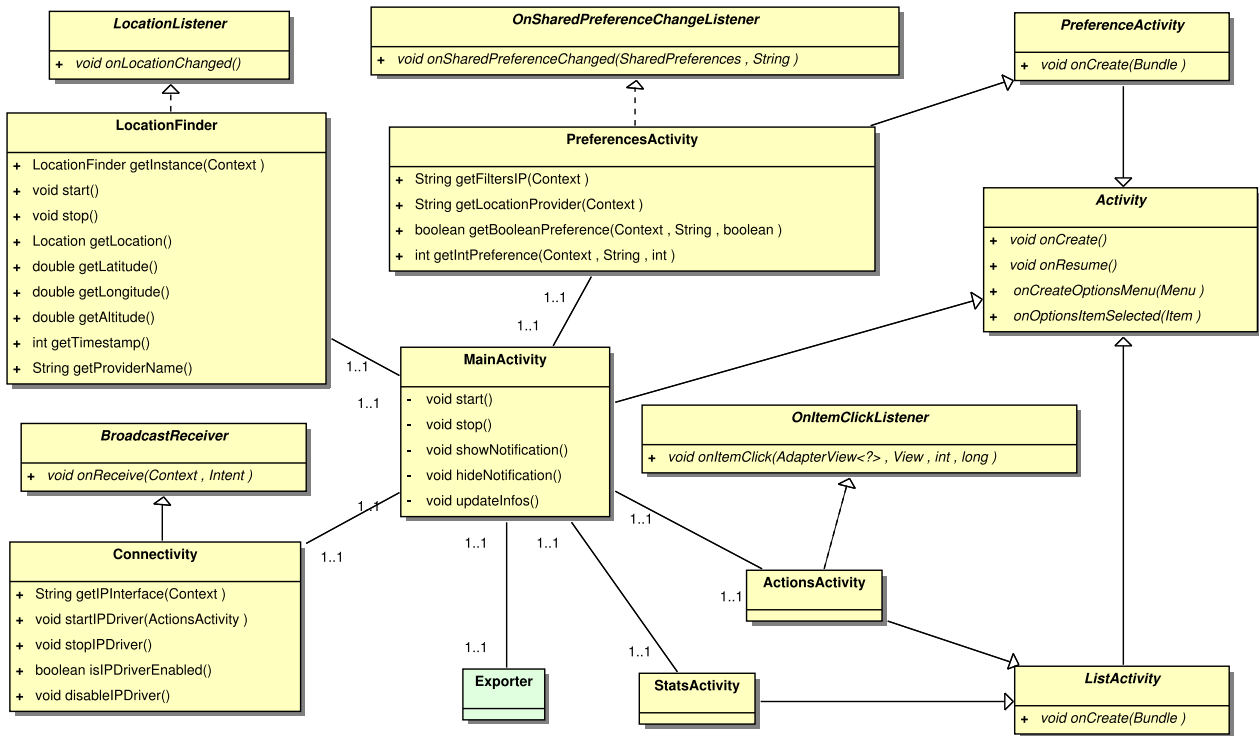 LocationListener
+ void onLocationChanged()
OnSharedPreferenceChangeListener
+ void onSharedPreferenceChanged(SharedPreferences , String )
PreferenceActivity
+ void onCreate(Bundle )
LocationFinder
+ LocationFinder getInstance(Context )
+ void start()
+ void stop()
+ Location getLocation()
+ double getLatitude()
+ double getLongitude()
+ double getAltitude()
+ int getTimestamp()
+ String getProviderName()
PreferencesActivity
+ String getFiltersIP(Context )
+ String getLocationProvider(Context )
+ boolean getBooleanPreference(Context , String , boolean )
+ int getIntPreference(Context , String , int )
Activity
+ void onCreate()
+ void onResume()
+ onCreateOptionsMenu(Menu )
+ onOptionsItemSelected(Item )
1..1
1..1
1..1
1..1
MainActivity
- void start()
- void stop()
- void showNotification()
- void hideNotification()
- void updateInfos()
OnItemClickListener
+ void onItemClick(AdapterView<?> , View , int , long )
BroadcastReceiver
+ void onReceive(Context , Intent )
1..1
1..1
1..1
1..1
1..1
Connectivity
+ String getIPInterface(Context )
+ void startIPDriver(ActionsActivity )
+ void stopIPDriver()
+ boolean isIPDriverEnabled()
+ void disableIPDriver()
ActionsActivity
1..1
1..1
1..1
Exporter
StatsActivity
ListActivity
+ void onCreate(Bundle )